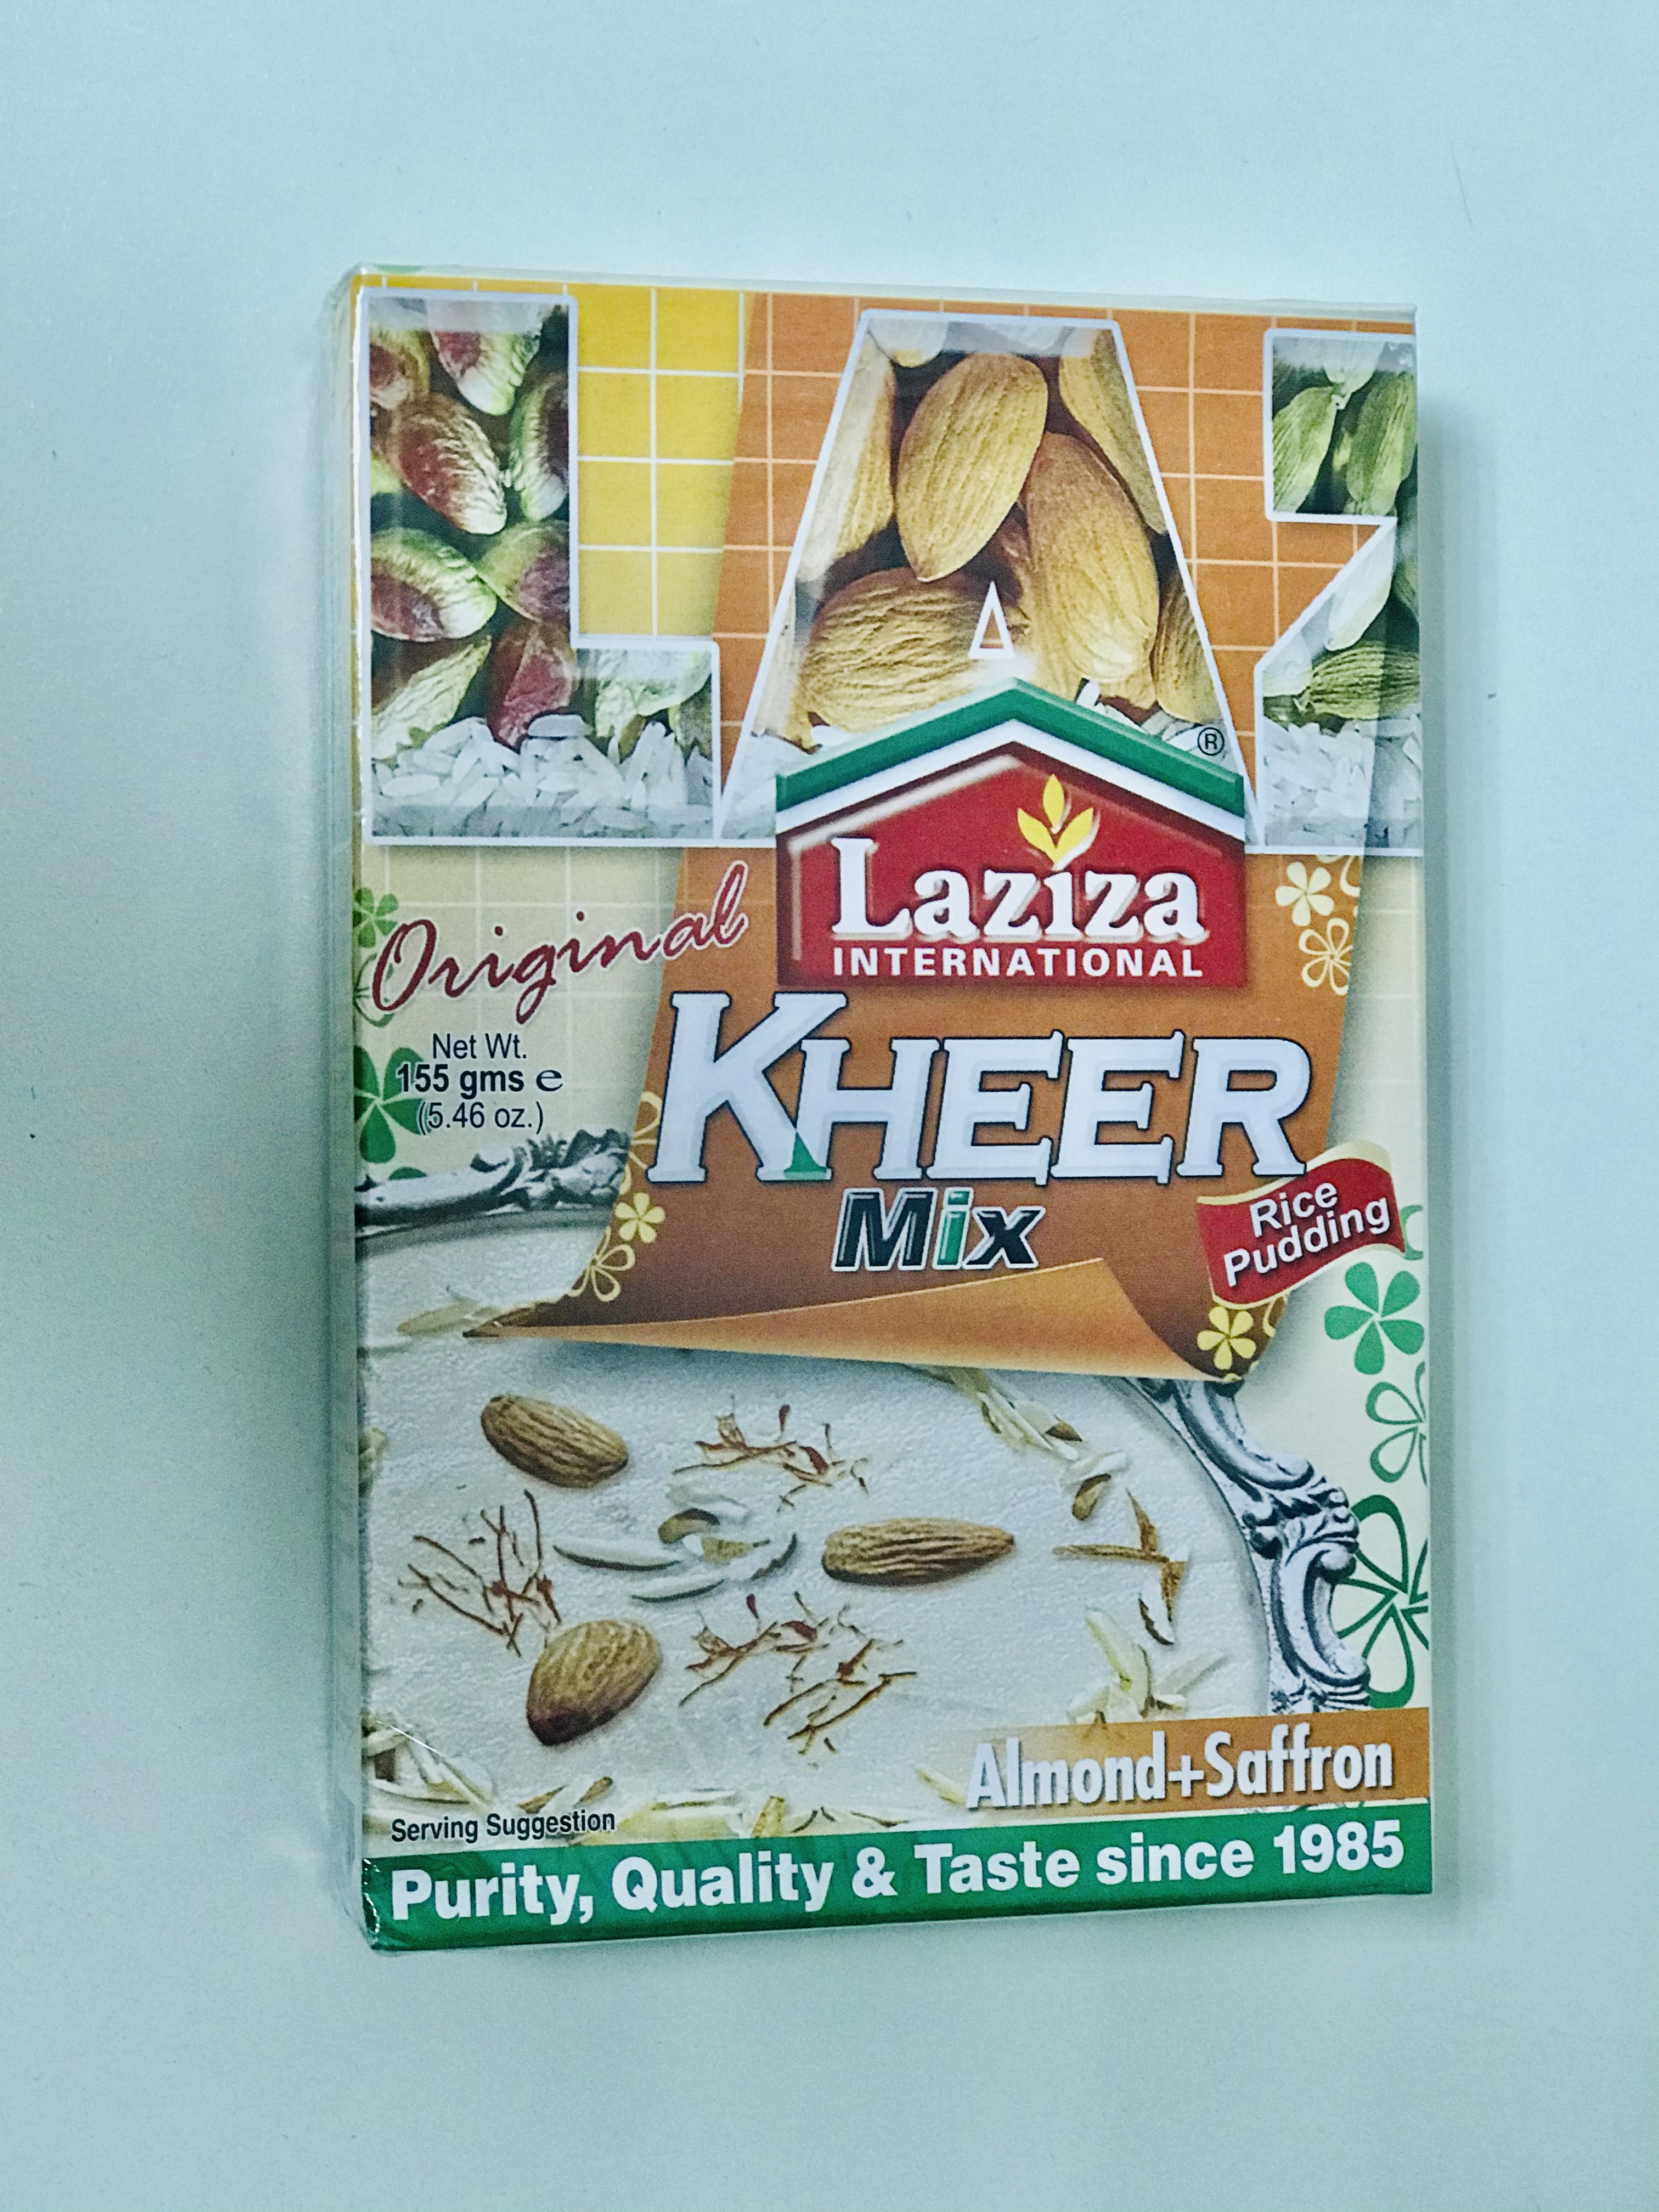 LAZ
®
Laziza
INTERNATIONAL
Original
Net Wt.
155 gms e
(5.46 oz.)
KHEER
Mix
Rice
Pudding
Almond+Saffron
Serving Suggestion
Purity, Quality & Taste since 1985